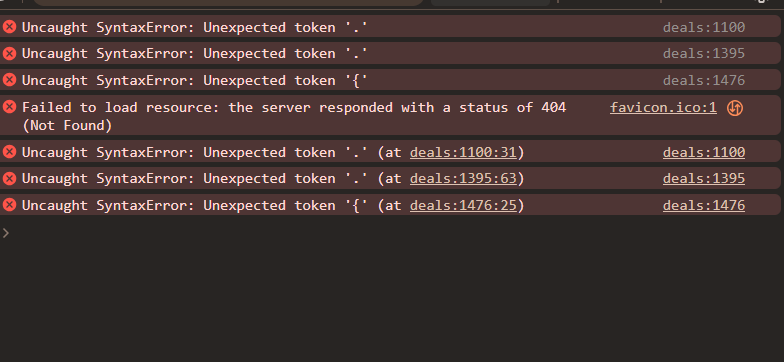 Uncaught SyntaxError: Unexpected token '.' deals:1100
Uncaught SyntaxError: Unexpected token '.' deals:1395
Uncaught SyntaxError: Unexpected token '{' deals:1476
Failed to load resource: the server responded with a status of 404 favicon.ico:1
(Not Found)
Uncaught SyntaxError: Unexpected token '.' (at deals:1100:31) deals:1100
Uncaught SyntaxError: Unexpected token '.' (at deals:1395:63) deals:1395
Uncaught SyntaxError: Unexpected token '{' (at deals:1476:25) deals:1476